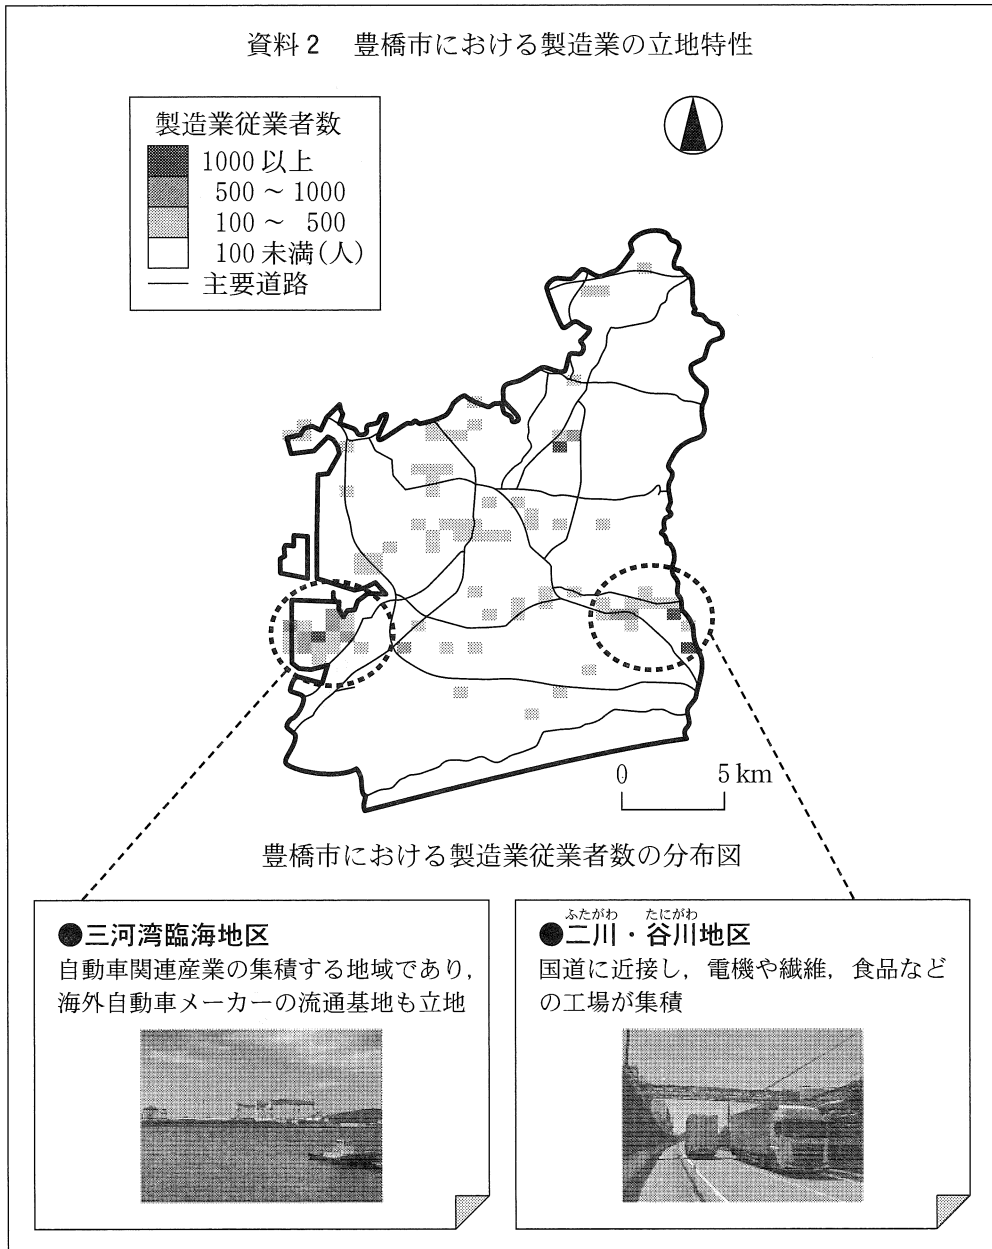 資料2 豊橋市における製造業の立地特性
製造業従業者数
1000以上
500 ~ 1000
100 ~ 500
100未満(人)
主要道路
0 5km
豊橋市における製造業従業者数の分布図
●三河湾臨海地区
自動車関連産業の集積する地域であり,
海外自動車メーカーの流通基地も立地
ふたがわ たにがわ
●二川・谷川地区
国道に近接し,電機や繊維,食品など
の工場が集積